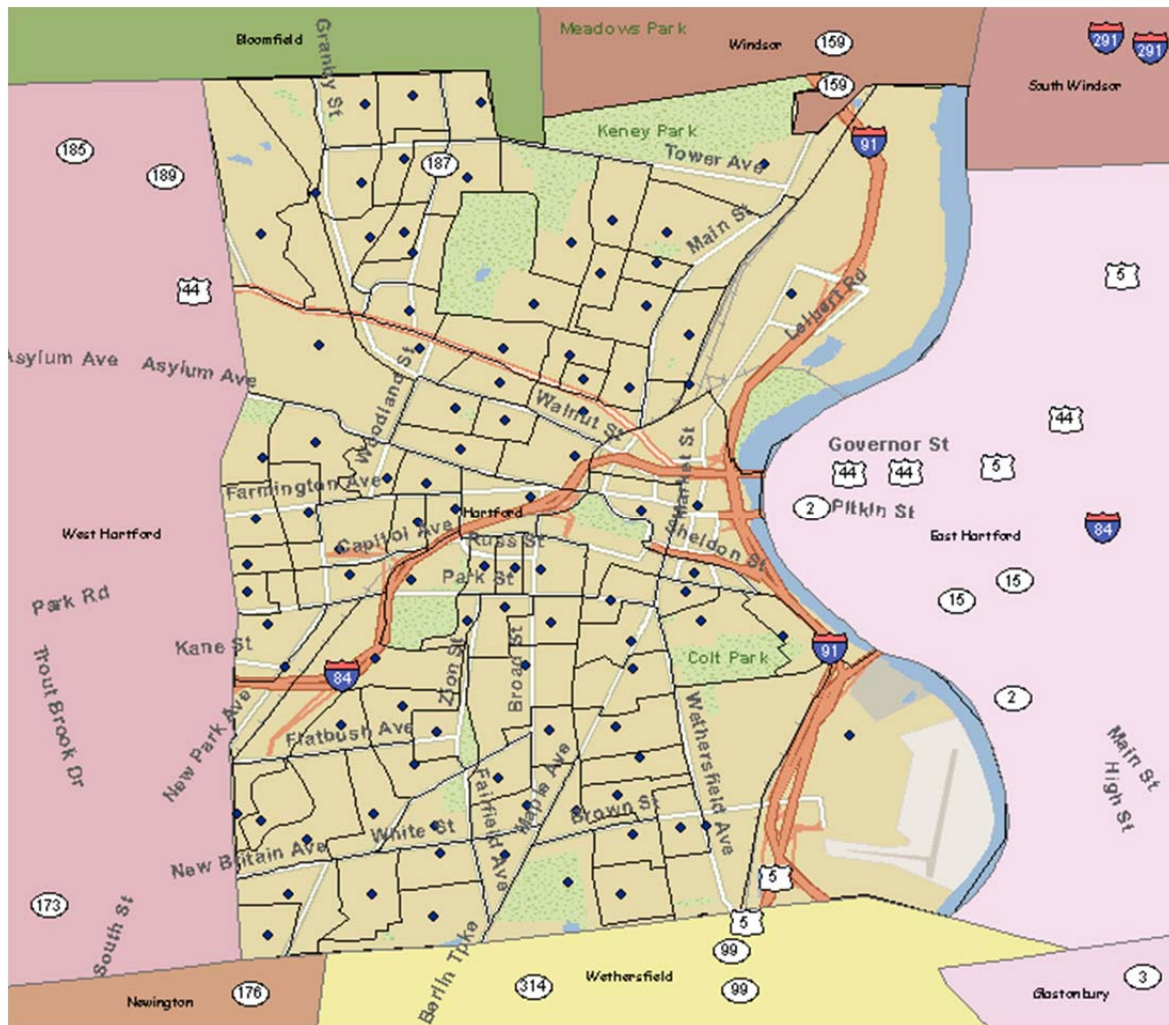 Bloomfield
Granby St
Meadows Park
Windsor
159
291
291
South Windsor
159
Keney Park
Tower Ave
91
185
189
187
Main St
44
5
Leibert Rd
Asylum Ave
Asylum Ave
Woodland St
Walnut St
44
Governor St
44
44
5
Farmington Ave
Market St
2
Pitkin St
Hartford
West Hartford
Capitol Ave
Russ St
Sheldon St
East Hartford
84
Park St
15
15
Park Rd
Kane St
Zion St
Broad St
Colt Park
91
84
Trout Brook Dr
New Park Ave
Flatbush Ave
Wethersfield Ave
2
Main St
High St
Fairfield Ave
Maple Ave
Brown St
White St
New Britain Ave
5
173
South St
Berlin Tpke
5
99
Wethersfield
314
99
Newington
176
Glastonbury
3